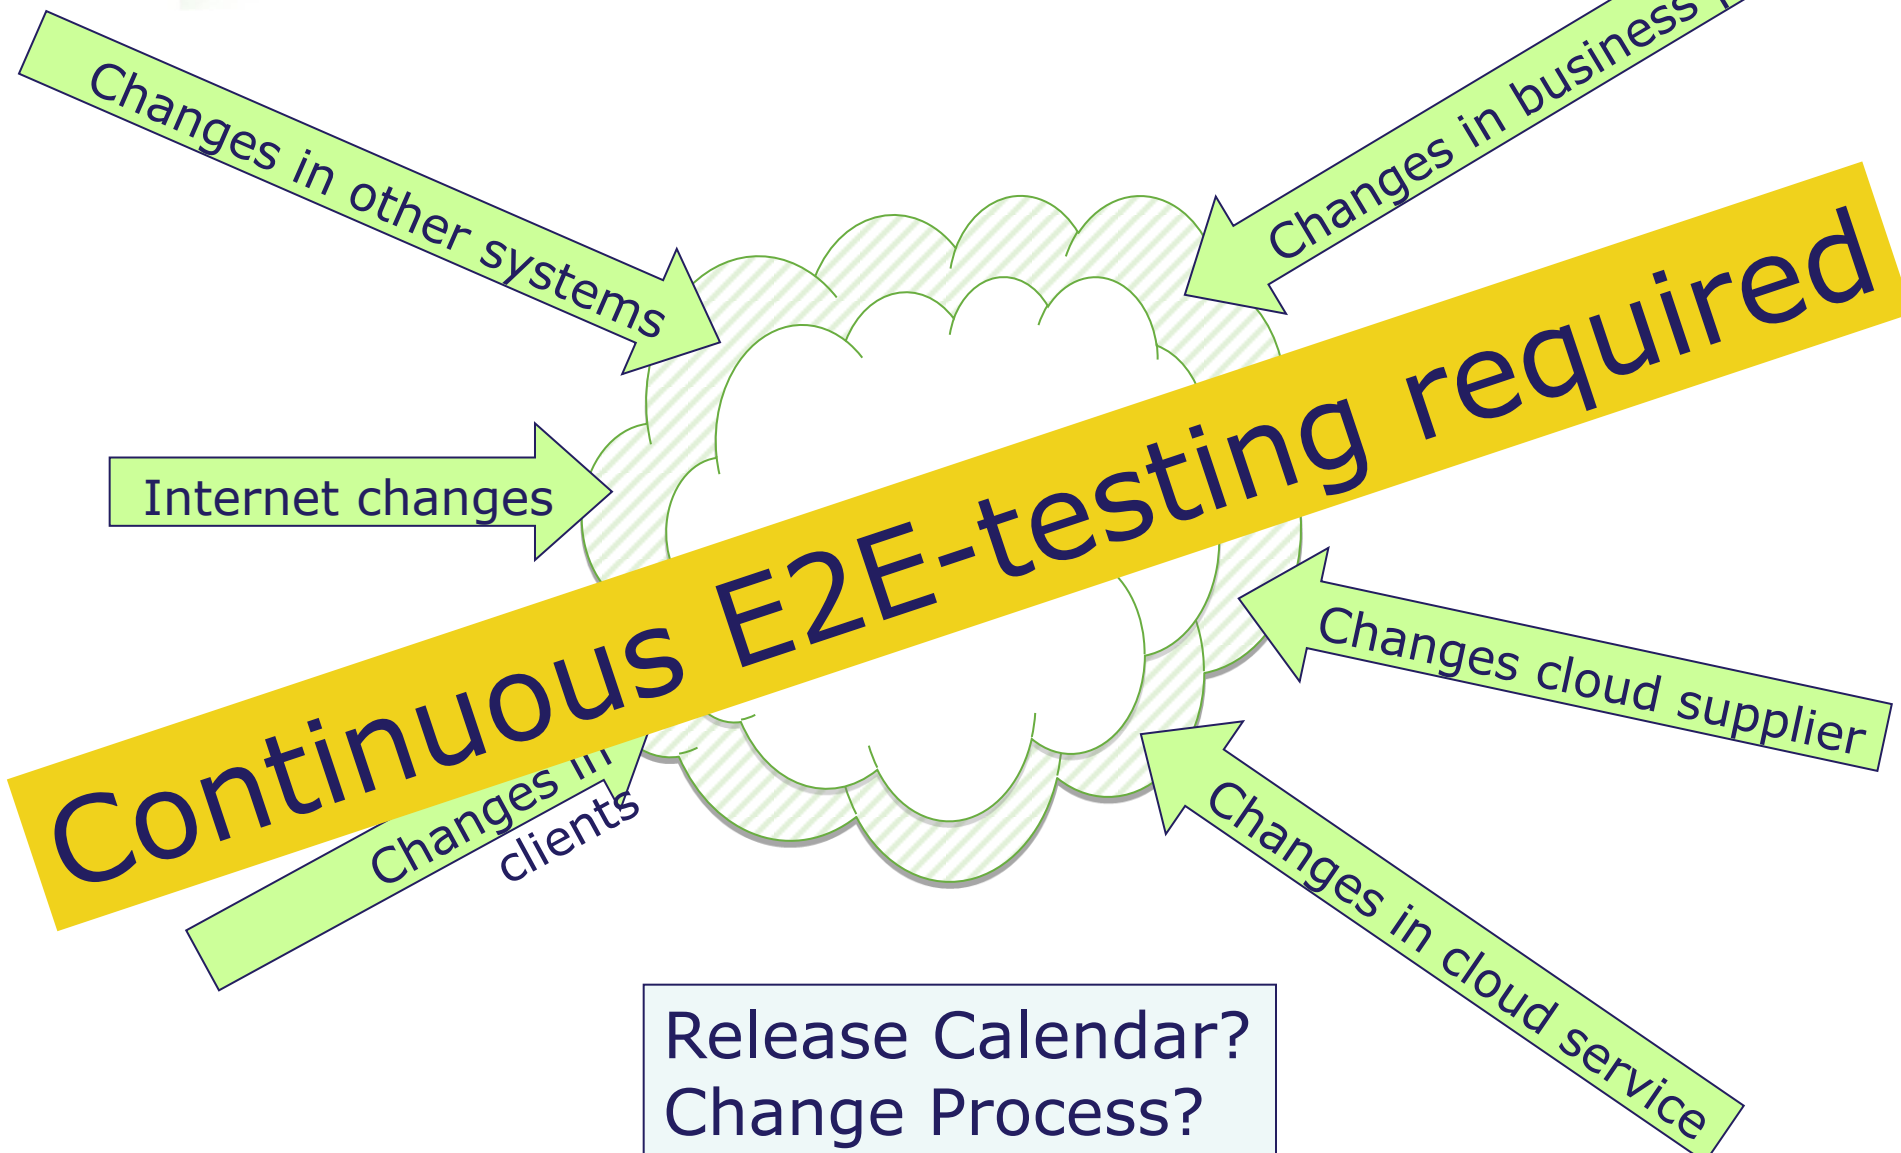 Changes in business
Changes in other systems
Continuous E2E-testing required
Internet changes
Changes cloud supplier
Changes in
clients
Changes in cloud service
Release Calendar?
Change Process?